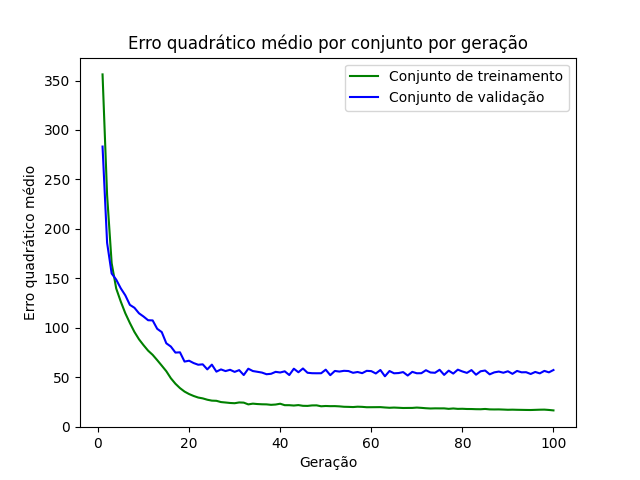 Erro quadrático médio por conjunto por geração
Conjunto de treinamento
Conjunto de validação
Erro quadrático médio
350
300
250
200
150
100
50
0
0 20 40 60 80 100
Geração